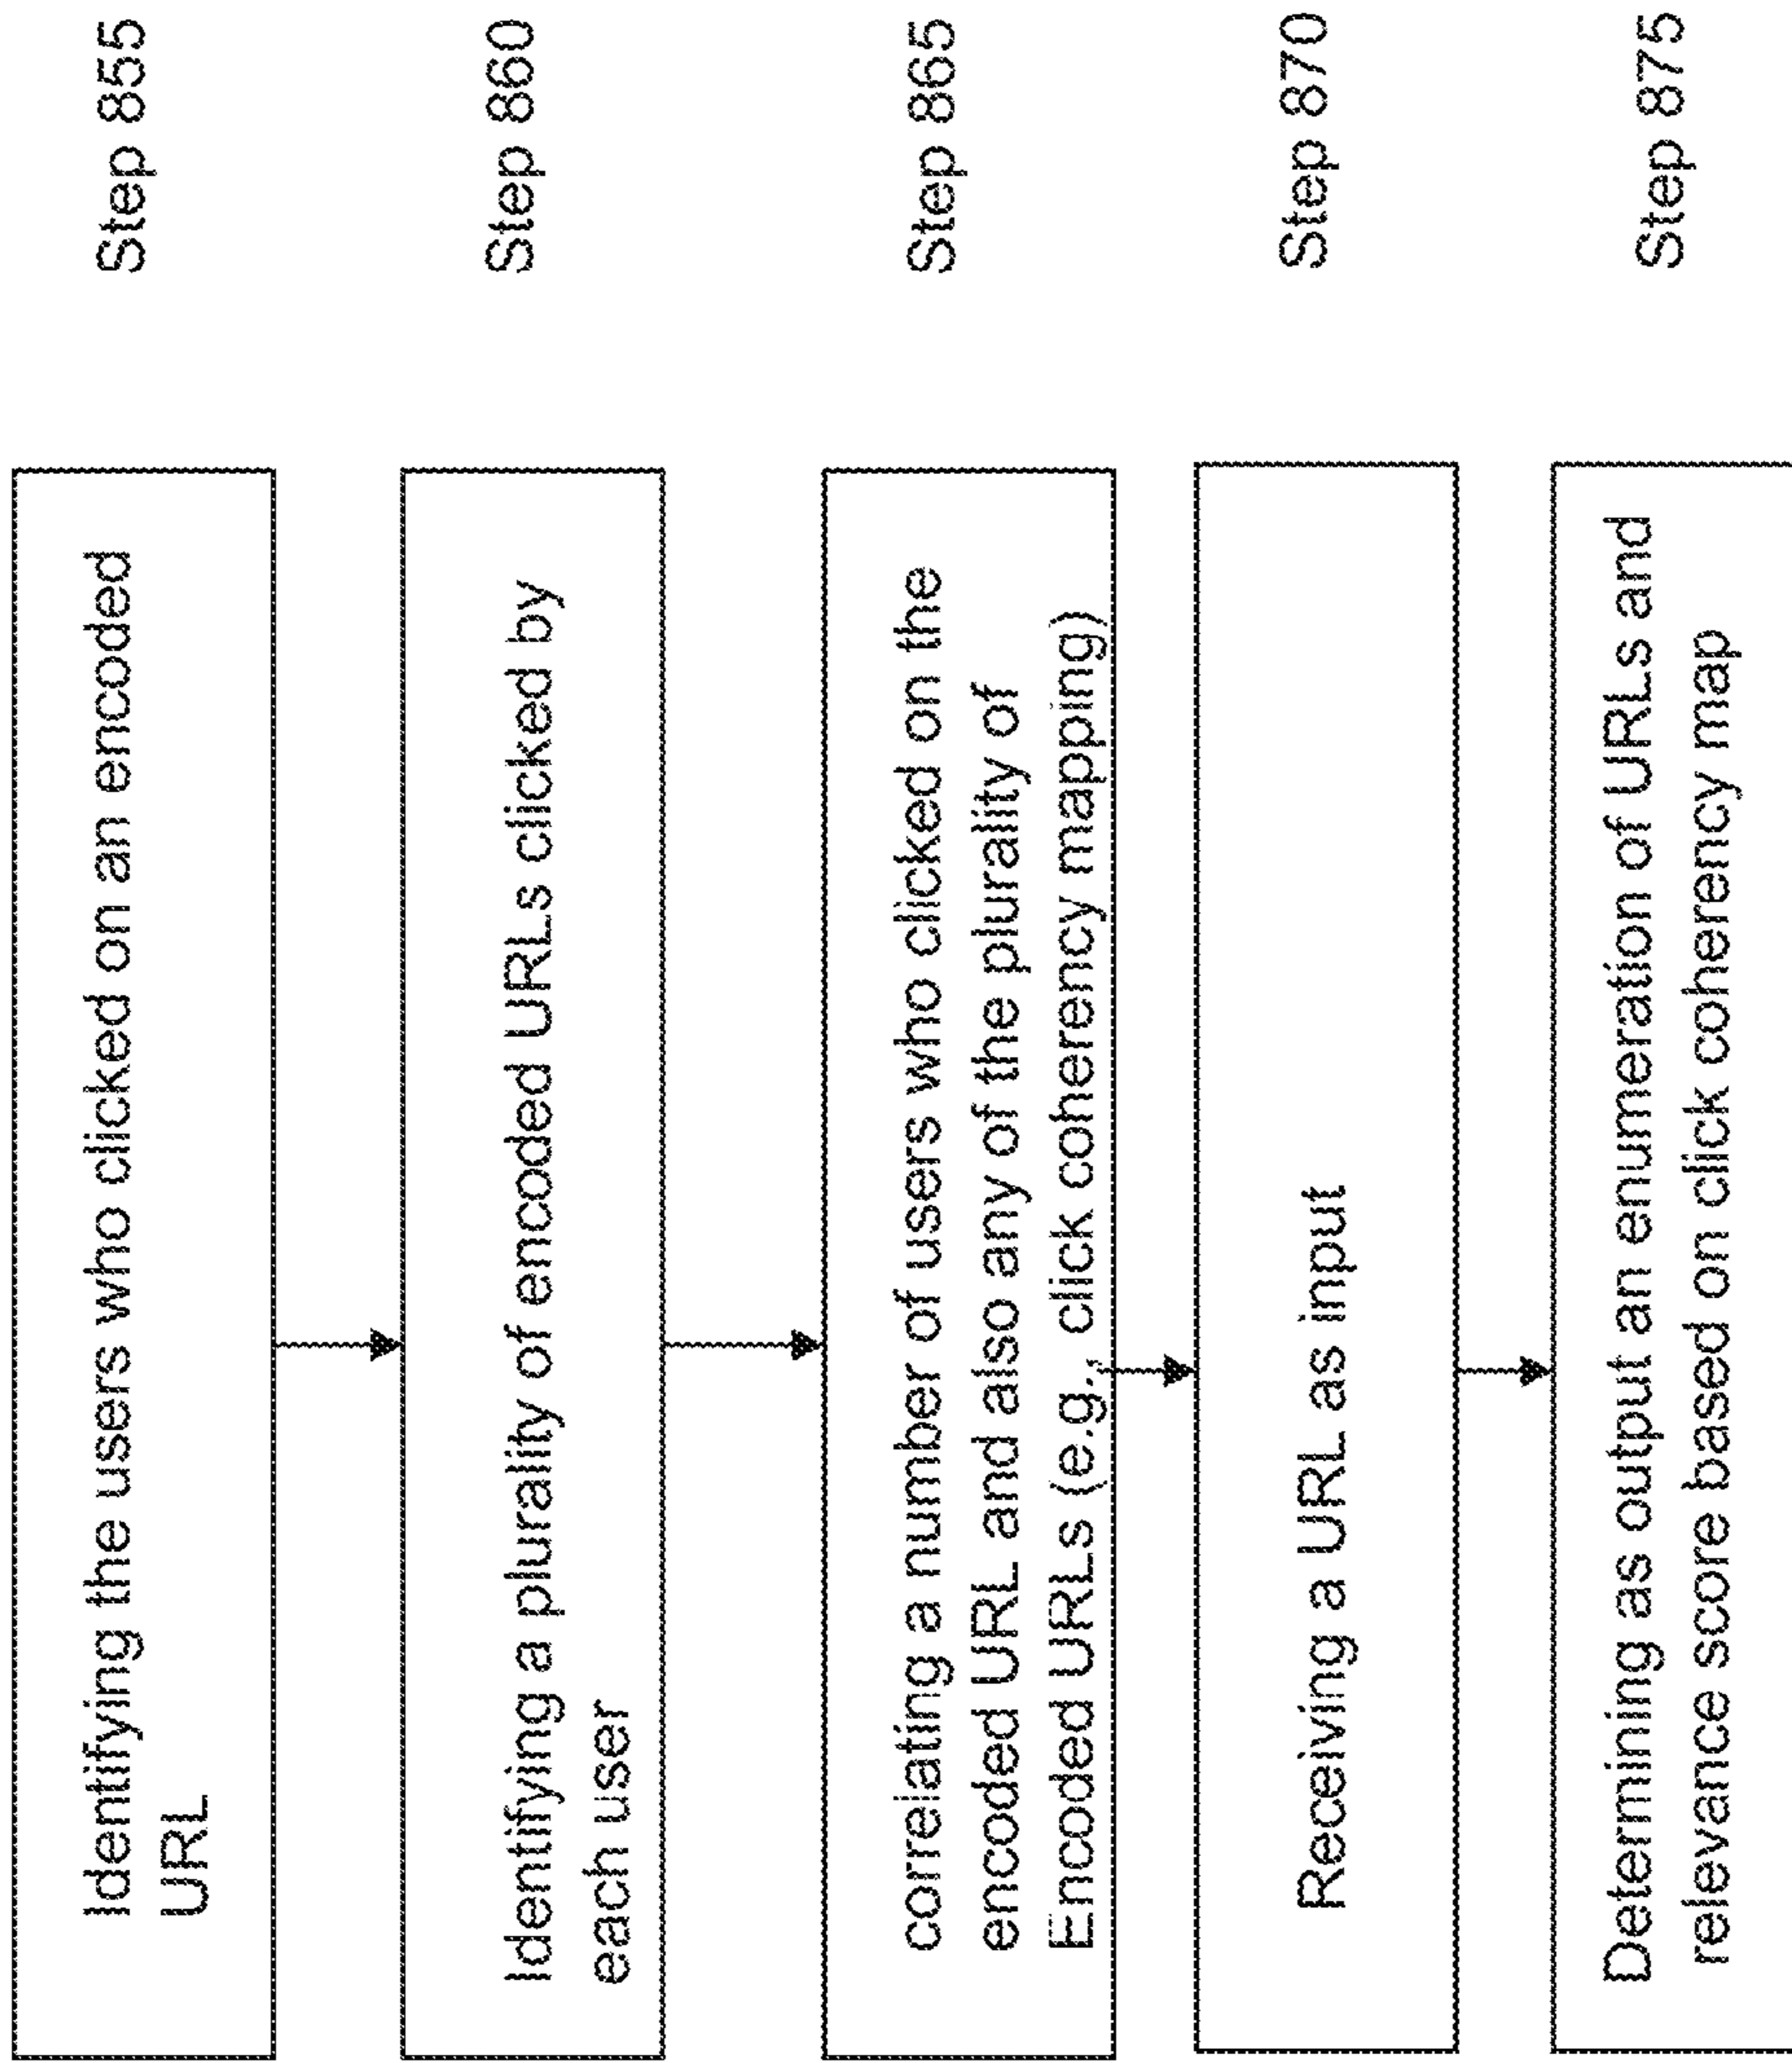 Identifying the users who clicked on an encoded
URL
Step 855
Identifying a plurality of encoded URLs clicked by
each user
Step 860
correlating a number of users who clicked on the
encoded URL and also any of the plurality of
Encoded URLs (e.g., click coherency mapping)
Step 865
Receiving a URL as input
Step 870
Determining as output an enumeration of URLs and
relevance score based on click coherency map
Step 875